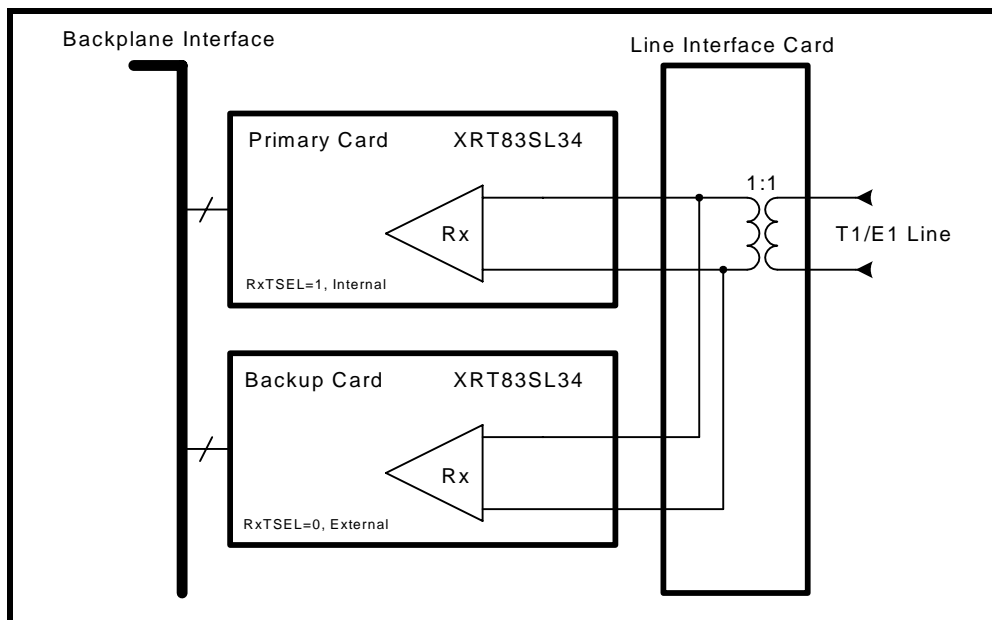 Backplane Interface
Line Interface Card
Primary Card XRT83SL34
1:1
Rx
T1/E1 Line
RxTSEL=1, Internal
Backup Card XRT83SL34
Rx
RxTSEL=0, External